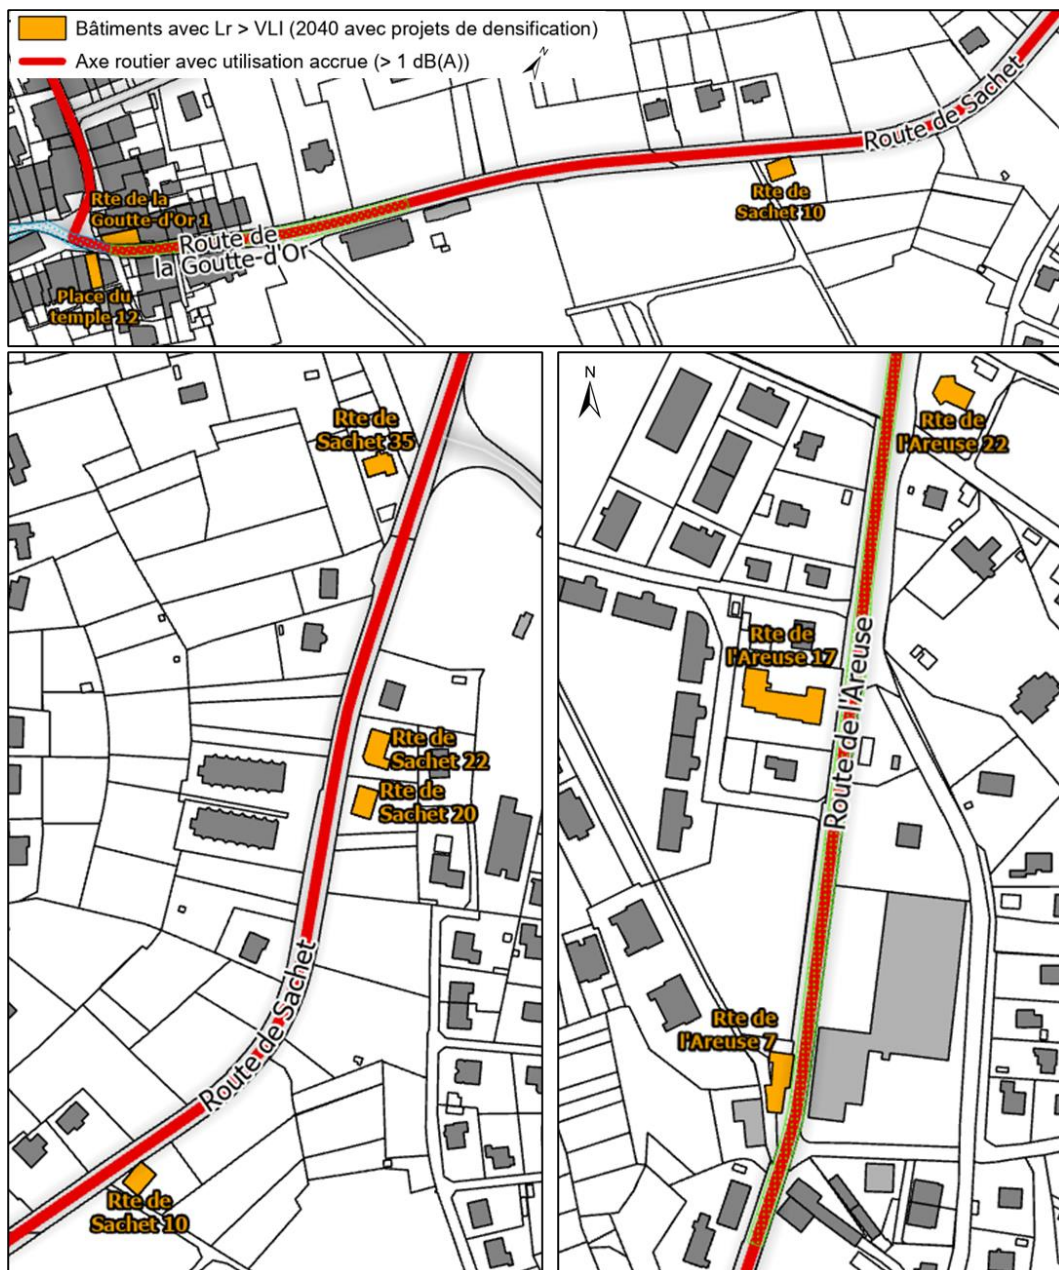 Bâtiments avec Lr > VLI (2040 avec projets de densification)
Axe routier avec utilisation accrue (> 1 dB(A))
N
Route de Sachet
Rte de la
Goutte-d'Or 1
Route de
la Goutte-d'Or
Rte de
Sachet 10
Place du
temple 12
Rte de
Sachet 35
Rte de
Sachet 22
Rte de
Sachet 20
Route de Sachet
Rte de
Sachet 10
N
Rte de
l'Areuse 22
Rte de
l'Areuse 17
Route de l'Areuse
Rte de
l'Areuse 7